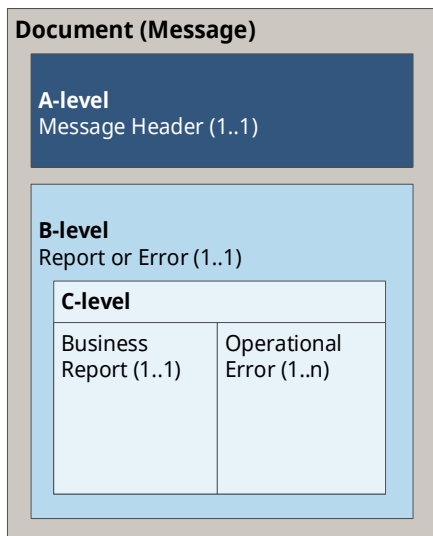 Document (Message)
A-level
Message Header (1..1)
B-level
Report or Error (1..1)
C-level
Business
Report (1..1)
Operational
Error (1..n)